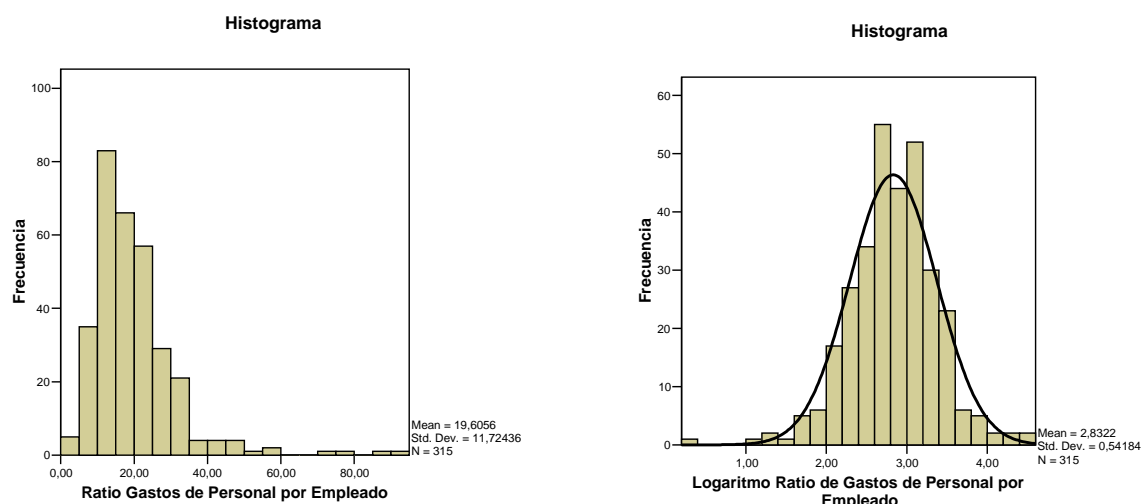 Histograma
100
80
60
40
20
0
Frecuencia
0,00 20,00 40,00 60,00 80,00
Ratio Gastos de Personal por Empleado
Mean = 19,6056
Std. Dev. = 11,72436
N = 315
Histograma
60
50
40
30
20
10
0
Frecuencia
1,00 2,00 3,00 4,00
Logaritmo Ratio de Gastos de Personal por
Empleado
Mean = 2,8322
Std. Dev. = 0,54184
N = 315